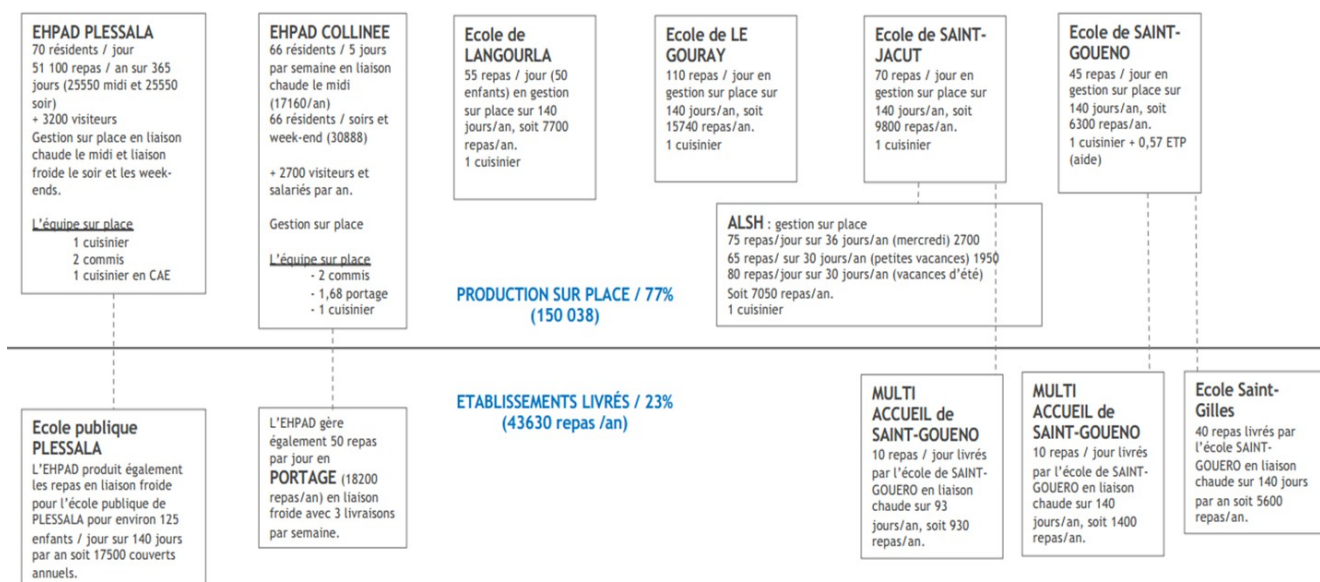 EHPAD PLESSALA
70 résidents / jour
51 100 repas / an sur 365
jours (25550 midi et 25550
soir)
+ 3200 visiteurs
Gestion sur place en liaison
chaude le midi et liaison
froide le soir et les week-
ends.
L'équipe sur place
1 cuisinier
2 commis
1 cuisinier en CAE
EHPAD COLLINEE
66 résidents / 5 jours
par semaine en liaison
chaude le midi
(17160/an)
66 résidents / soirs et
week-end (30888)
+ 2700 visiteurs et
salariés par an.
Gestion sur place
L'équipe sur place
- 2 commis
- 1,68 portage
- 1 cuisinier
Ecole de
LANGOURLA
55 repas / jour (50
enfants) en gestion
sur place sur 140
jours/an, soit 7700
repas/an.
1 cuisinier
Ecole de LE
GOURAY
110 repas / jour en
gestion sur place sur
140 jours/an, soit
15740 repas/an.
1 cuisinier
Ecole de SAINT-
JACUT
70 repas / jour en
gestion sur place sur
140 jours/an, soit
9800 repas/an.
1 cuisinier
Ecole de SAINT-
GOUENO
45 repas / jour en
gestion sur place sur
140 jours/an, soit
6300 repas/an.
1 cuisinier + 0,57 ETP
(aide)
ALSH : gestion sur place
75 repas/jour sur 36 jours/an (mercredi) 2700
65 repas/ sur 30 jours/an (petites vacances) 1950
80 repas/jour sur 30 jours/an (vacances d'été)
Soit 7050 repas/an.
1 cuisinier
PRODUCTION SUR PLACE / 77%
(150 038)
ETABLISSEMENTS LIVRÉS / 23%
(43630 repas /an)
Ecole publique
PLESSALA
L'EHPAD produit également
les repas en liaison froide
pour l'école publique de
PLESSALA pour environ 125
enfants / jour sur 140 jours
par an soit 17500 couverts
annuels.
L'EHPAD gère
également 50 repas
par jour en
PORTAGE (18200
repas/an) en liaison
froide avec 3 livraisons
par semaine.
MULTI
ACCUEIL de
SAINT-GOUENO
10 repas / jour livrés
par l'école de SAINT-
GOUERO en liaison
chaude sur 93
jours/an, soit 930
repas/an.
MULTI
ACCUEIL de
SAINT-GOUENO
10 repas / jour livrés
par l'école de SAINT-
GOUERO en liaison
chaude sur 140
jours/an, soit 1400
repas/an.
Ecole Saint-
Gilles
40 repas livrés par
l'école SAINT-
GOUERO en liaison
chaude sur 140 jours
par an soit 5600
repas/an.